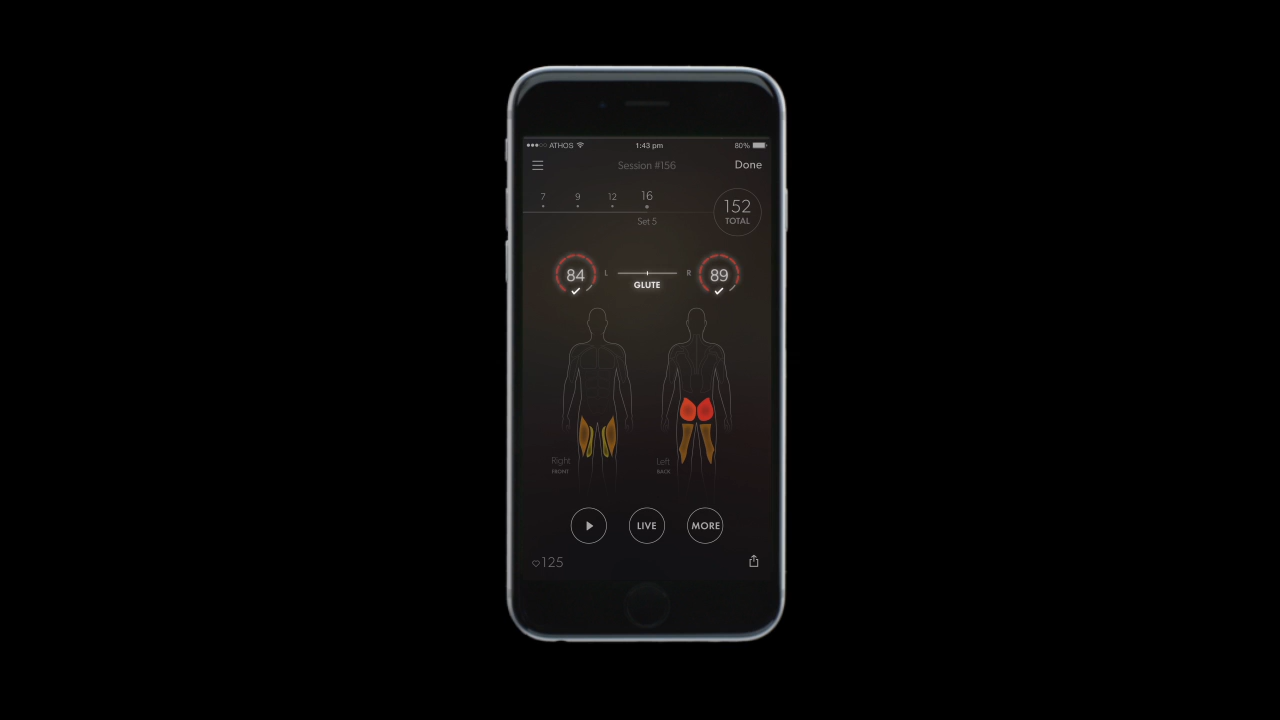 ATHOS 1:43 pm 80%
Session #156 Done
7 9 12 16
152
TOTAL
Set 5
84 L R 89
GLUTE
Right Left
FRONT BACK
LIVE MORE
125